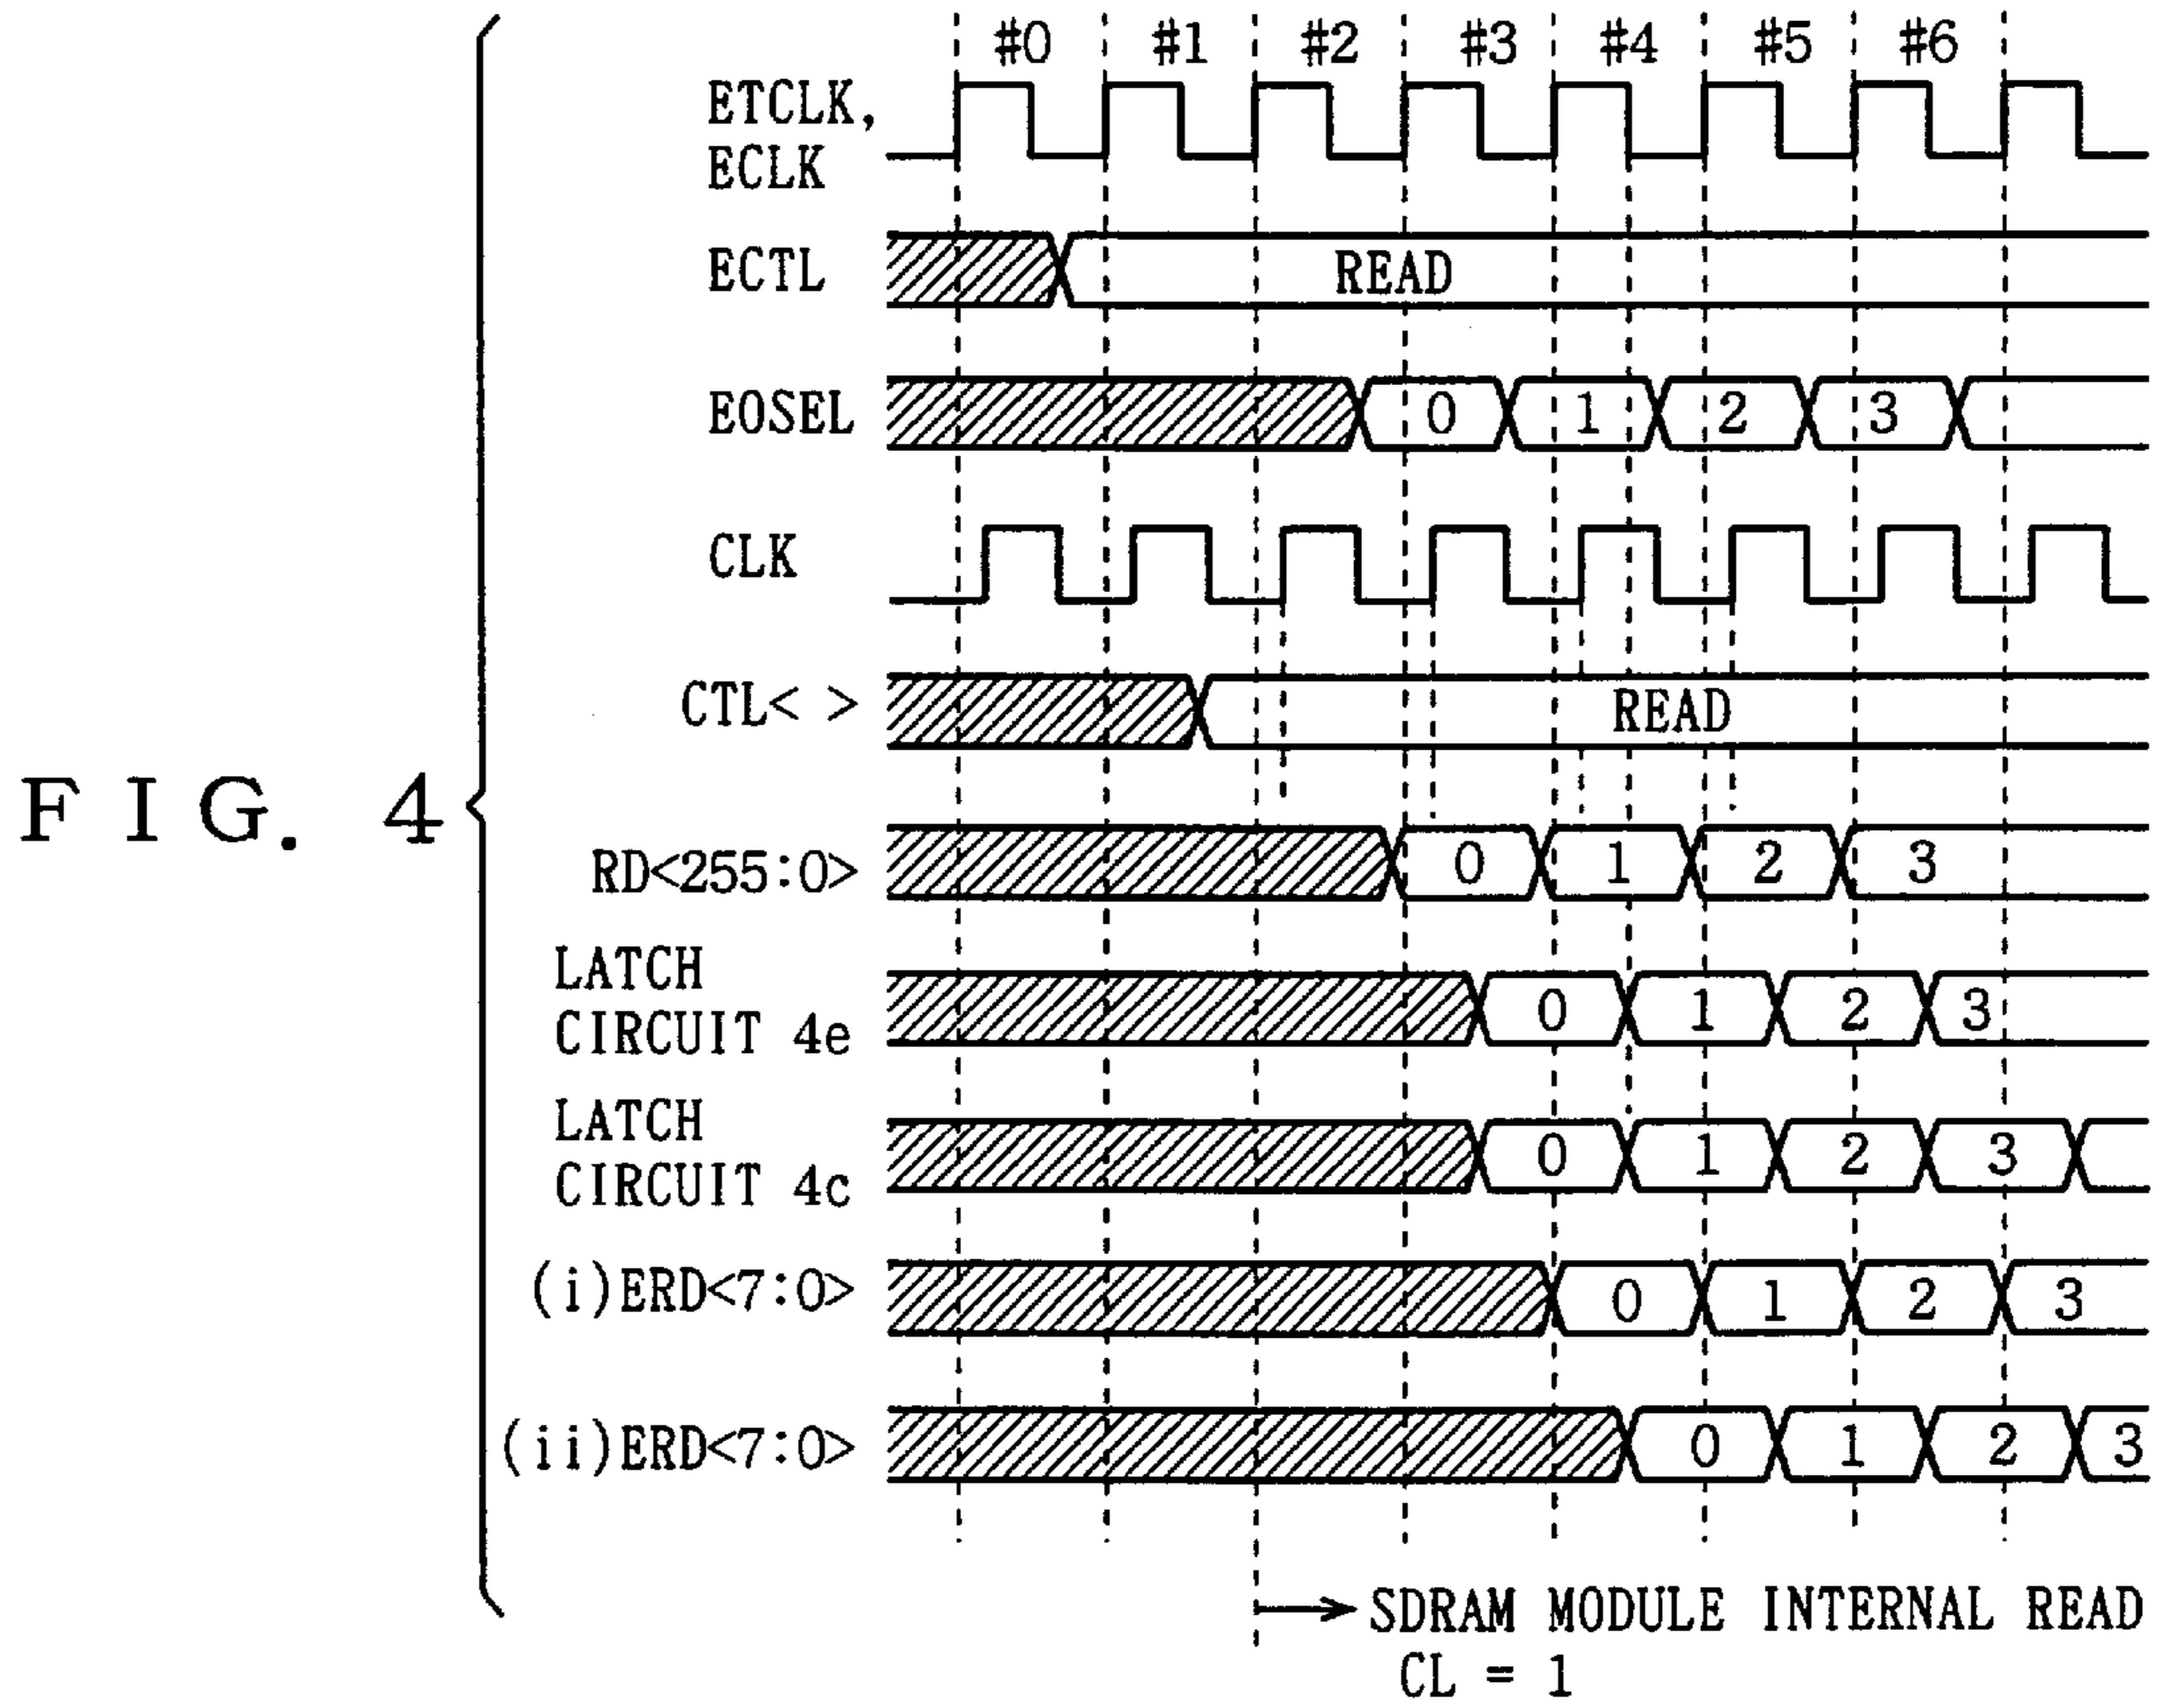 #0 #1 #2 #3 #4 #5 #6
ETCLK,
ECLK
ECTL READ
EOSEL 0 1 2 3
CLK
CTL< > READ
FIG. 4
RD<255:0> 0 1 2 3
LATCH
CIRCUIT 4e 0 1 2 3
LATCH
CIRCUIT 4c 0 1 2 3
(i)ERD<7:0> 0 1 2 3
(ii)ERD<7:0> 0 1 2 3
SDRAM MODULE INTERNAL READ
CL = 1